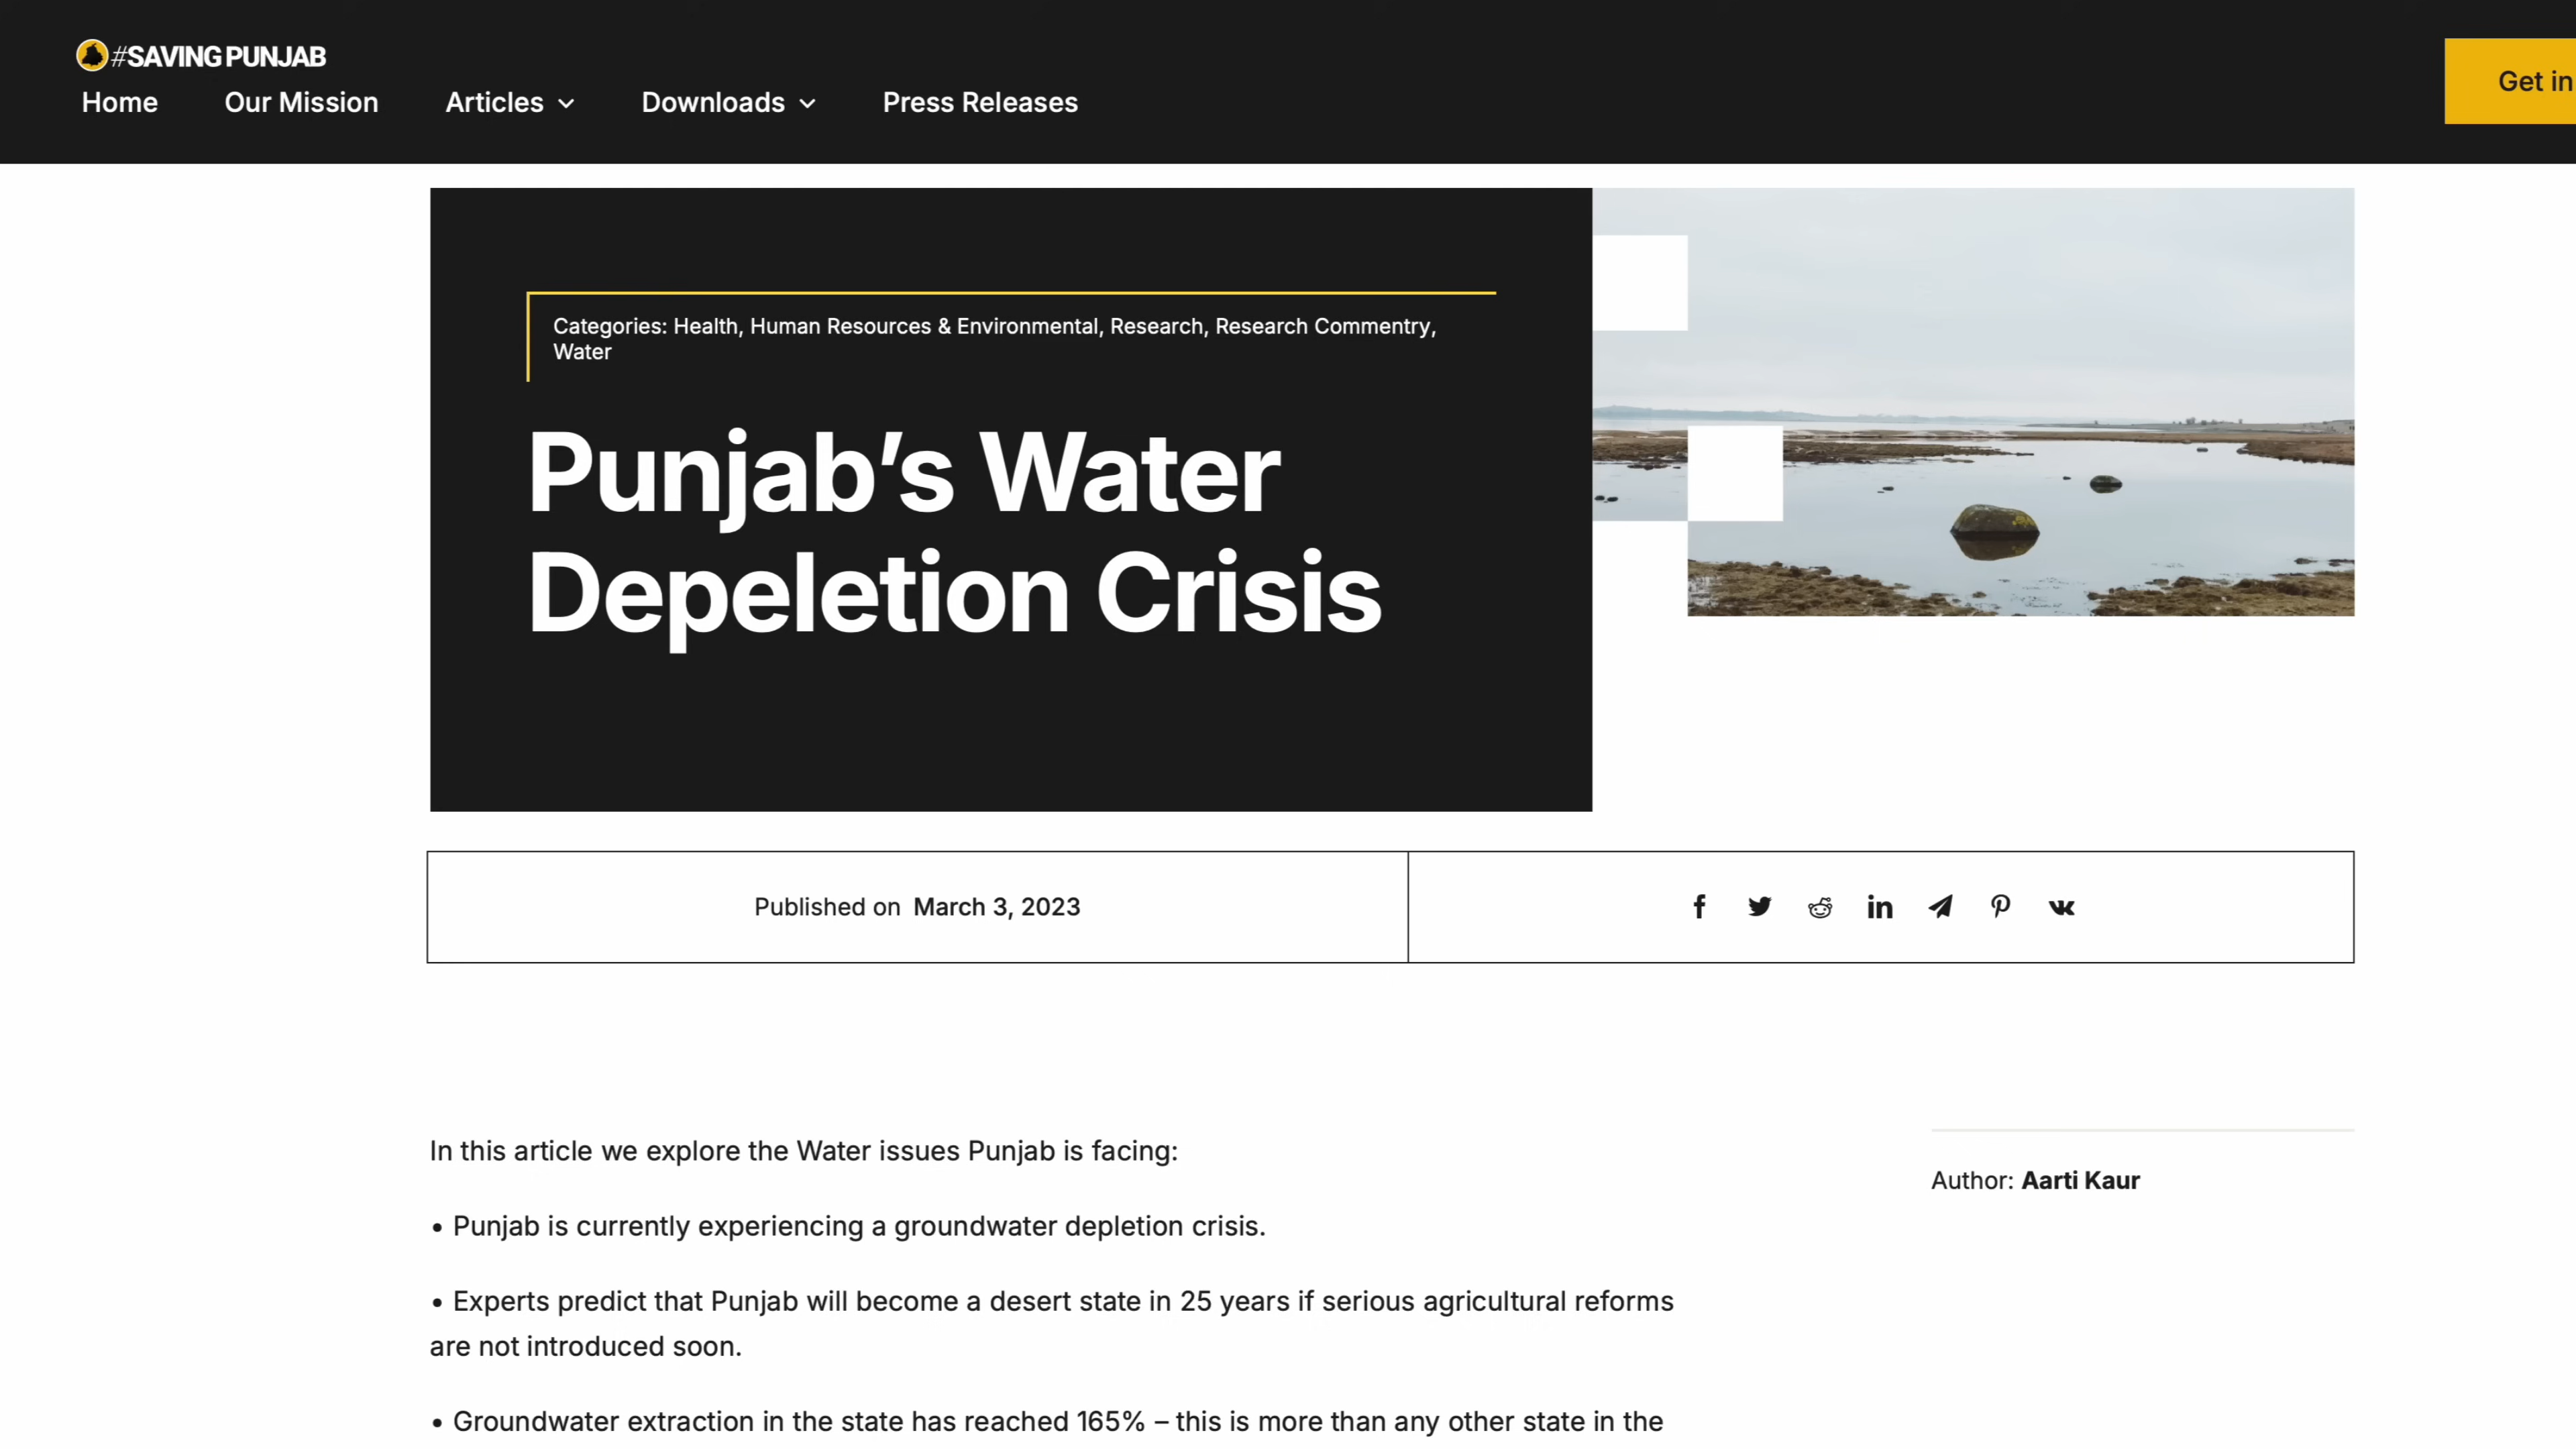 #SAVING PUNJAB
Home Our Mission Articles Downloads Press Releases
Get in
Categories: Health, Human Resources & Environmental, Research, Research Commentry,
Water
Punjab’s Water
Depeletion Crisis
Published on March 3, 2023
In this article we explore the Water issues Punjab is facing:
Author: Aarti Kaur
• Punjab is currently experiencing a groundwater depletion crisis.
• Experts predict that Punjab will become a desert state in 25 years if serious agricultural reforms
are not introduced soon.
• Groundwater extraction in the state has reached 165% – this is more than any other state in the